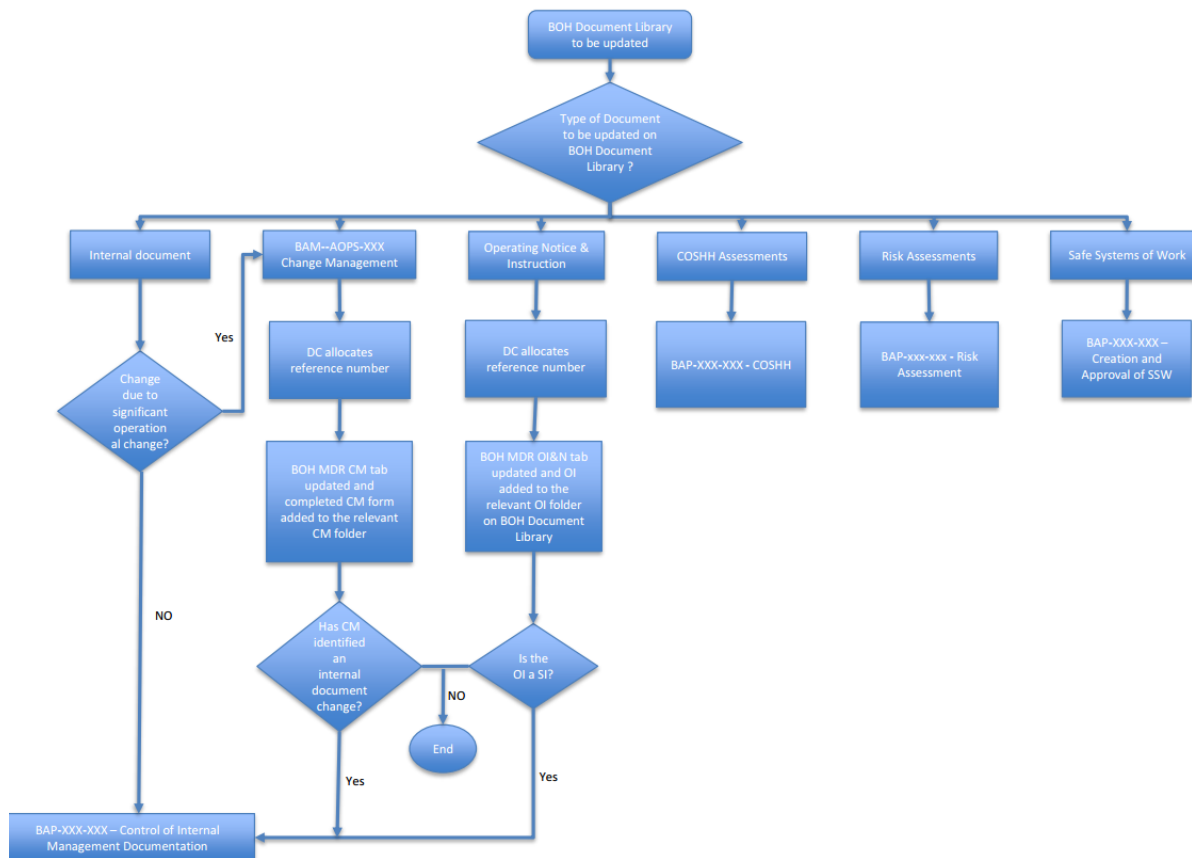 BOH Document Library
to be updated
Type of Document
to be updated on
BOH Document
Library ?
Internal document
BAM--AOPS-XXX
Change Management
Operating Notice &
Instruction
COSHH Assessments
Risk Assessments
Safe Systems of Work
Yes
DC allocates
reference number
DC allocates
reference number
BAP-XXX-XXX - COSHH
BAP-xxx-xxx - Risk
Assessment
BAP-XXX-XXX –
Creation and
Approval of SSW
Change
due to
significant
operation
al change?
BOH MDR CM tab
updated and
completed CM form
added to the relevant
CM folder
BOH MDR OI&N tab
updated and OI
added to the
relevant OI folder
on BOH Document
Library
NO
Has CM
identified
an
internal
document
change?
Is the
OI a SI?
NO
End
Yes
Yes
BAP-XXX-XXX – Control of Internal
Management Documentation